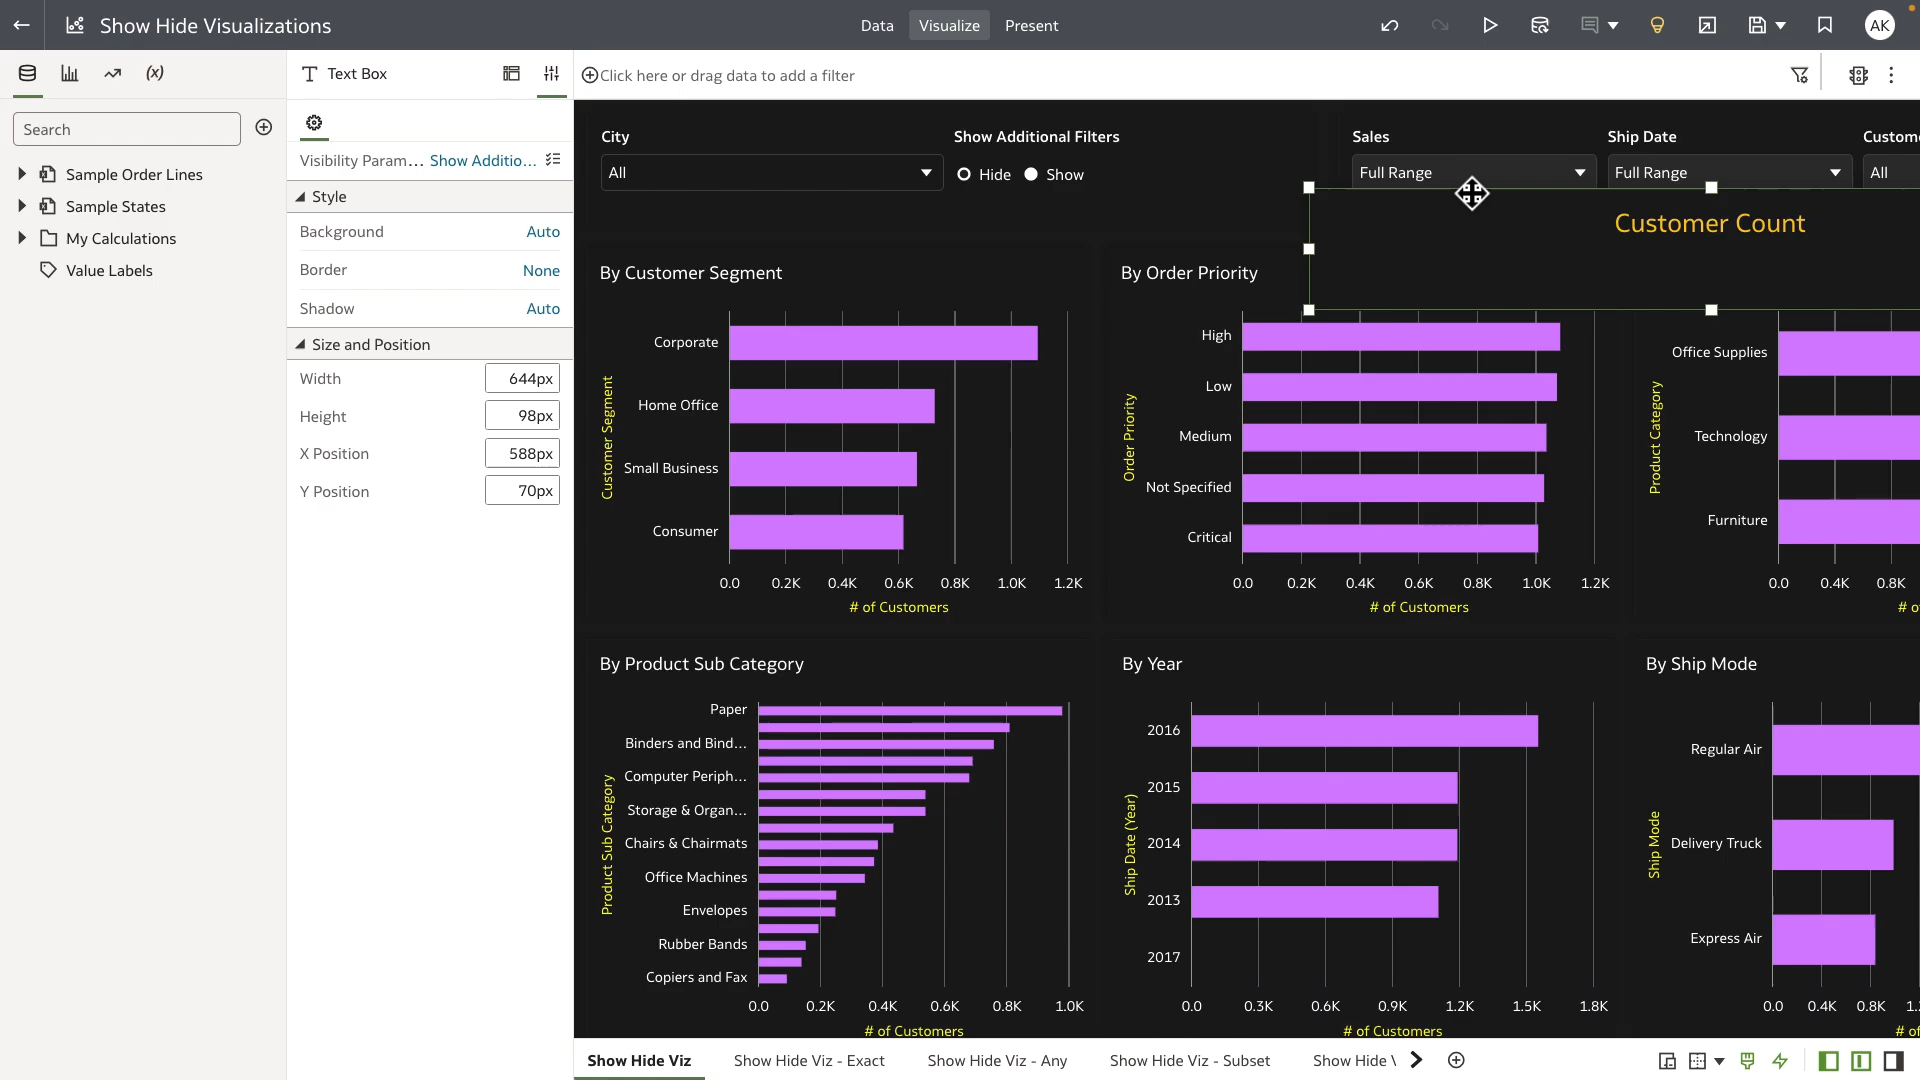 Show Hide Visualizations
Data
Visualize
Present
AK
(x)
Text Box
Click here or drag data to add a filter
Search
Sample Order Lines
Sample States
My Calculations
Value Labels
Visibility Param... Show Additio...
Style
Background Auto
Border None
Shadow Auto
Size and Position
Width 644px
Height 98px
X Position 588px
Y Position 70px
City
All
Show Additional Filters
Hide
Show
Sales
Full Range
Ship Date
Full Range
Custome
All
Customer Count
By Customer Segment
Customer Segment
Corporate
Home Office
Small Business
Consumer
0.0 0.2K 0.4K 0.6K 0.8K 1.0K 1.2K
# of Customers
By Order Priority
Order Priority
High
Low
Medium
Not Specified
Critical
0.0 0.2K 0.4K 0.6K 0.8K 1.0K 1.2K
# of Customers
Product Category
Office Supplies
Technology
Furniture
0.0 0.4K 0.8K
# o
By Product Sub Category
Product Sub Category
Paper
Binders and Bind...
Computer Periph...
Storage & Organ...
Chairs & Chairmats
Office Machines
Envelopes
Rubber Bands
Copiers and Fax
0.0 0.2K 0.4K 0.6K 0.8K 1.0K
# of Customers
By Year
Ship Date (Year)
2016
2015
2014
2013
2017
0.0 0.3K 0.6K 0.9K 1.2K 1.5K 1.8K
# of Customers
By Ship Mode
Ship Mode
Regular Air
Delivery Truck
Express Air
0.0 0.4K 0.8K 1.
# of
Show Hide Viz
Show Hide Viz - Exact
Show Hide Viz - Any
Show Hide Viz - Subset
Show Hide V